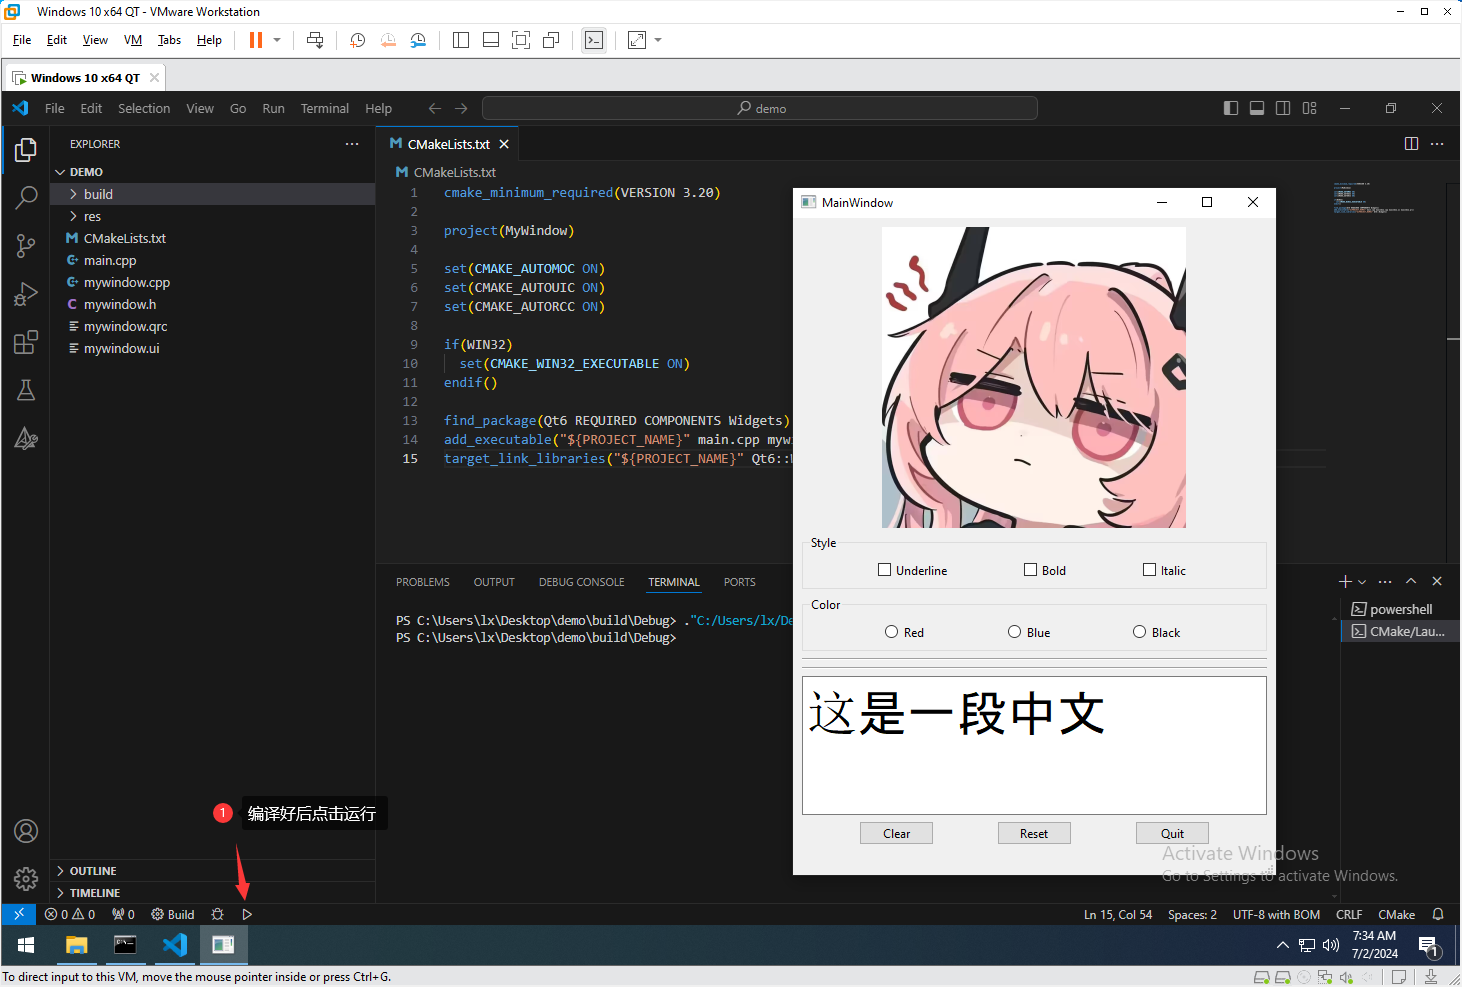 Windows 10 x64 QT - VMware Workstation
File Edit View VM Tabs Help
Windows 10 x64 QT
File Edit Selection View Go Run Terminal Help
demo
EXPLORER
DEMO
build
res
CMakeLists.txt
main.cpp
mywindow.cpp
mywindow.h
mywindow.qrc
mywindow.ui
OUTLINE
TIMELINE
1 编译好后点击运行
CMakeLists.txt
CMakeLists.txt
1 cmake_minimum_required(VERSION 3.20)
2
3 project(MyWindow)
4
5 set(CMAKE_AUTOMOC ON)
6 set(CMAKE_AUTOUIC ON)
7 set(CMAKE_AUTORCC ON)
8
9 if(WIN32)
10 set(CMAKE_WIN32_EXECUTABLE ON)
11 endif()
12
13 find_package(Qt6 REQUIRED COMPONENTS Widgets)
14 add_executable("${PROJECT_NAME}" main.cpp myw
15 target_link_libraries("${PROJECT_NAME}" Qt6::
PROBLEMS OUTPUT DEBUG CONSOLE TERMINAL PORTS
PS C:\Users\lx\Desktop\demo\build\Debug> ."C:/Users/lx/De
PS C:\Users\lx\Desktop\demo\build\Debug>
powershell
CMake/Lau...
MainWindow
Style
Underline Bold Italic
Color
Red Blue Black
这是一段中文
Clear Reset Quit
Activate Windows
Go to Settings to activate Windows.
0 0 0 Build
Ln 15, Col 54 Spaces: 2 UTF-8 with BOM CRLF CMake
7:34 AM
7/2/2024
1
To direct input to this VM, move the mouse pointer inside or press Ctrl+G.